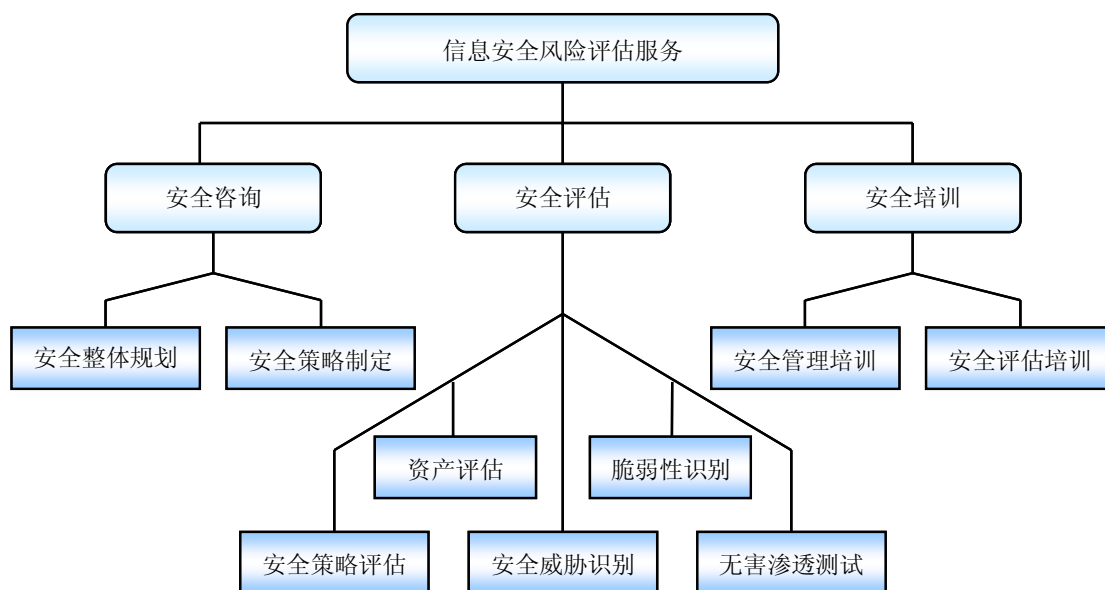 信息安全风险评估服务
安全咨询
安全评估
安全培训
安全整体规划
安全策略制定
安全管理培训
安全评估培训
资产评估
脆弱性识别
安全策略评估
安全威胁识别
无害渗透测试